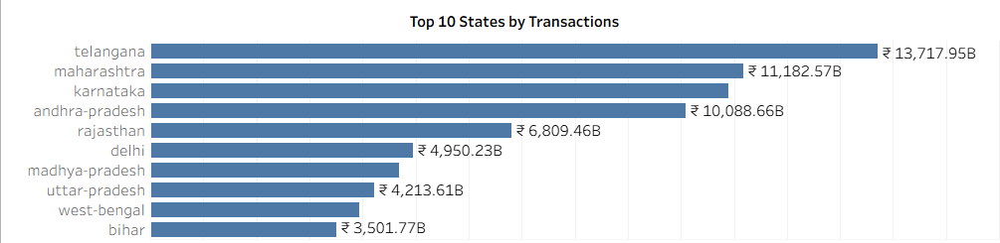 Top 10 States by Transactions
telangana ₹ 13,717.95B
maharashtra ₹ 11,182.57B
karnataka
andhra-pradesh ₹ 10,088.66B
rajasthan ₹ 6,809.46B
delhi ₹ 4,950.23B
madhya-pradesh
uttar-pradesh ₹ 4,213.61B
west-bengal
bihar ₹ 3,501.77B